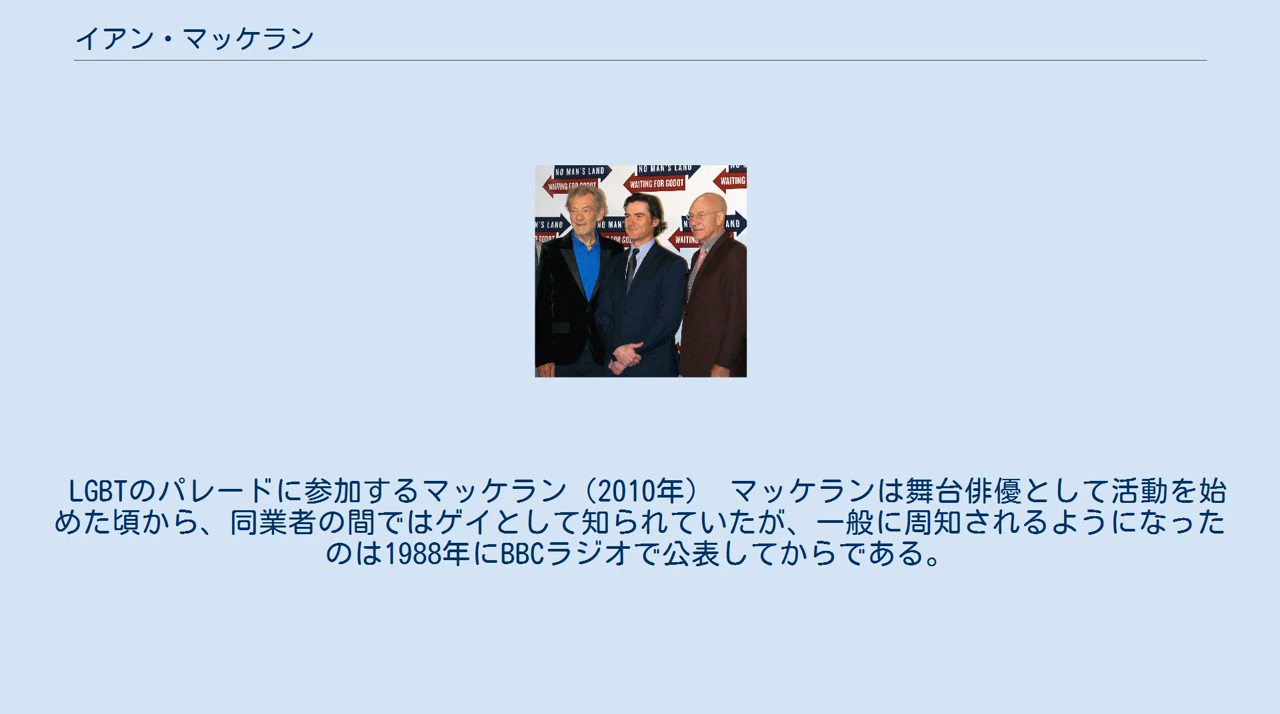 イアン・マッケラン
NO MAN'S LAND
WAITING FOR GODOT
WAITING FOR GODOT
LAND
NO MAN'S
LGBTのパレードに参加するマッケラン（2010年） マッケランは舞台俳優として活動を始
めた頃から、同業者の間ではゲイとして知られていたが、一般に周知されるようになった
のは1988年にBBCラジオで公表してからである。